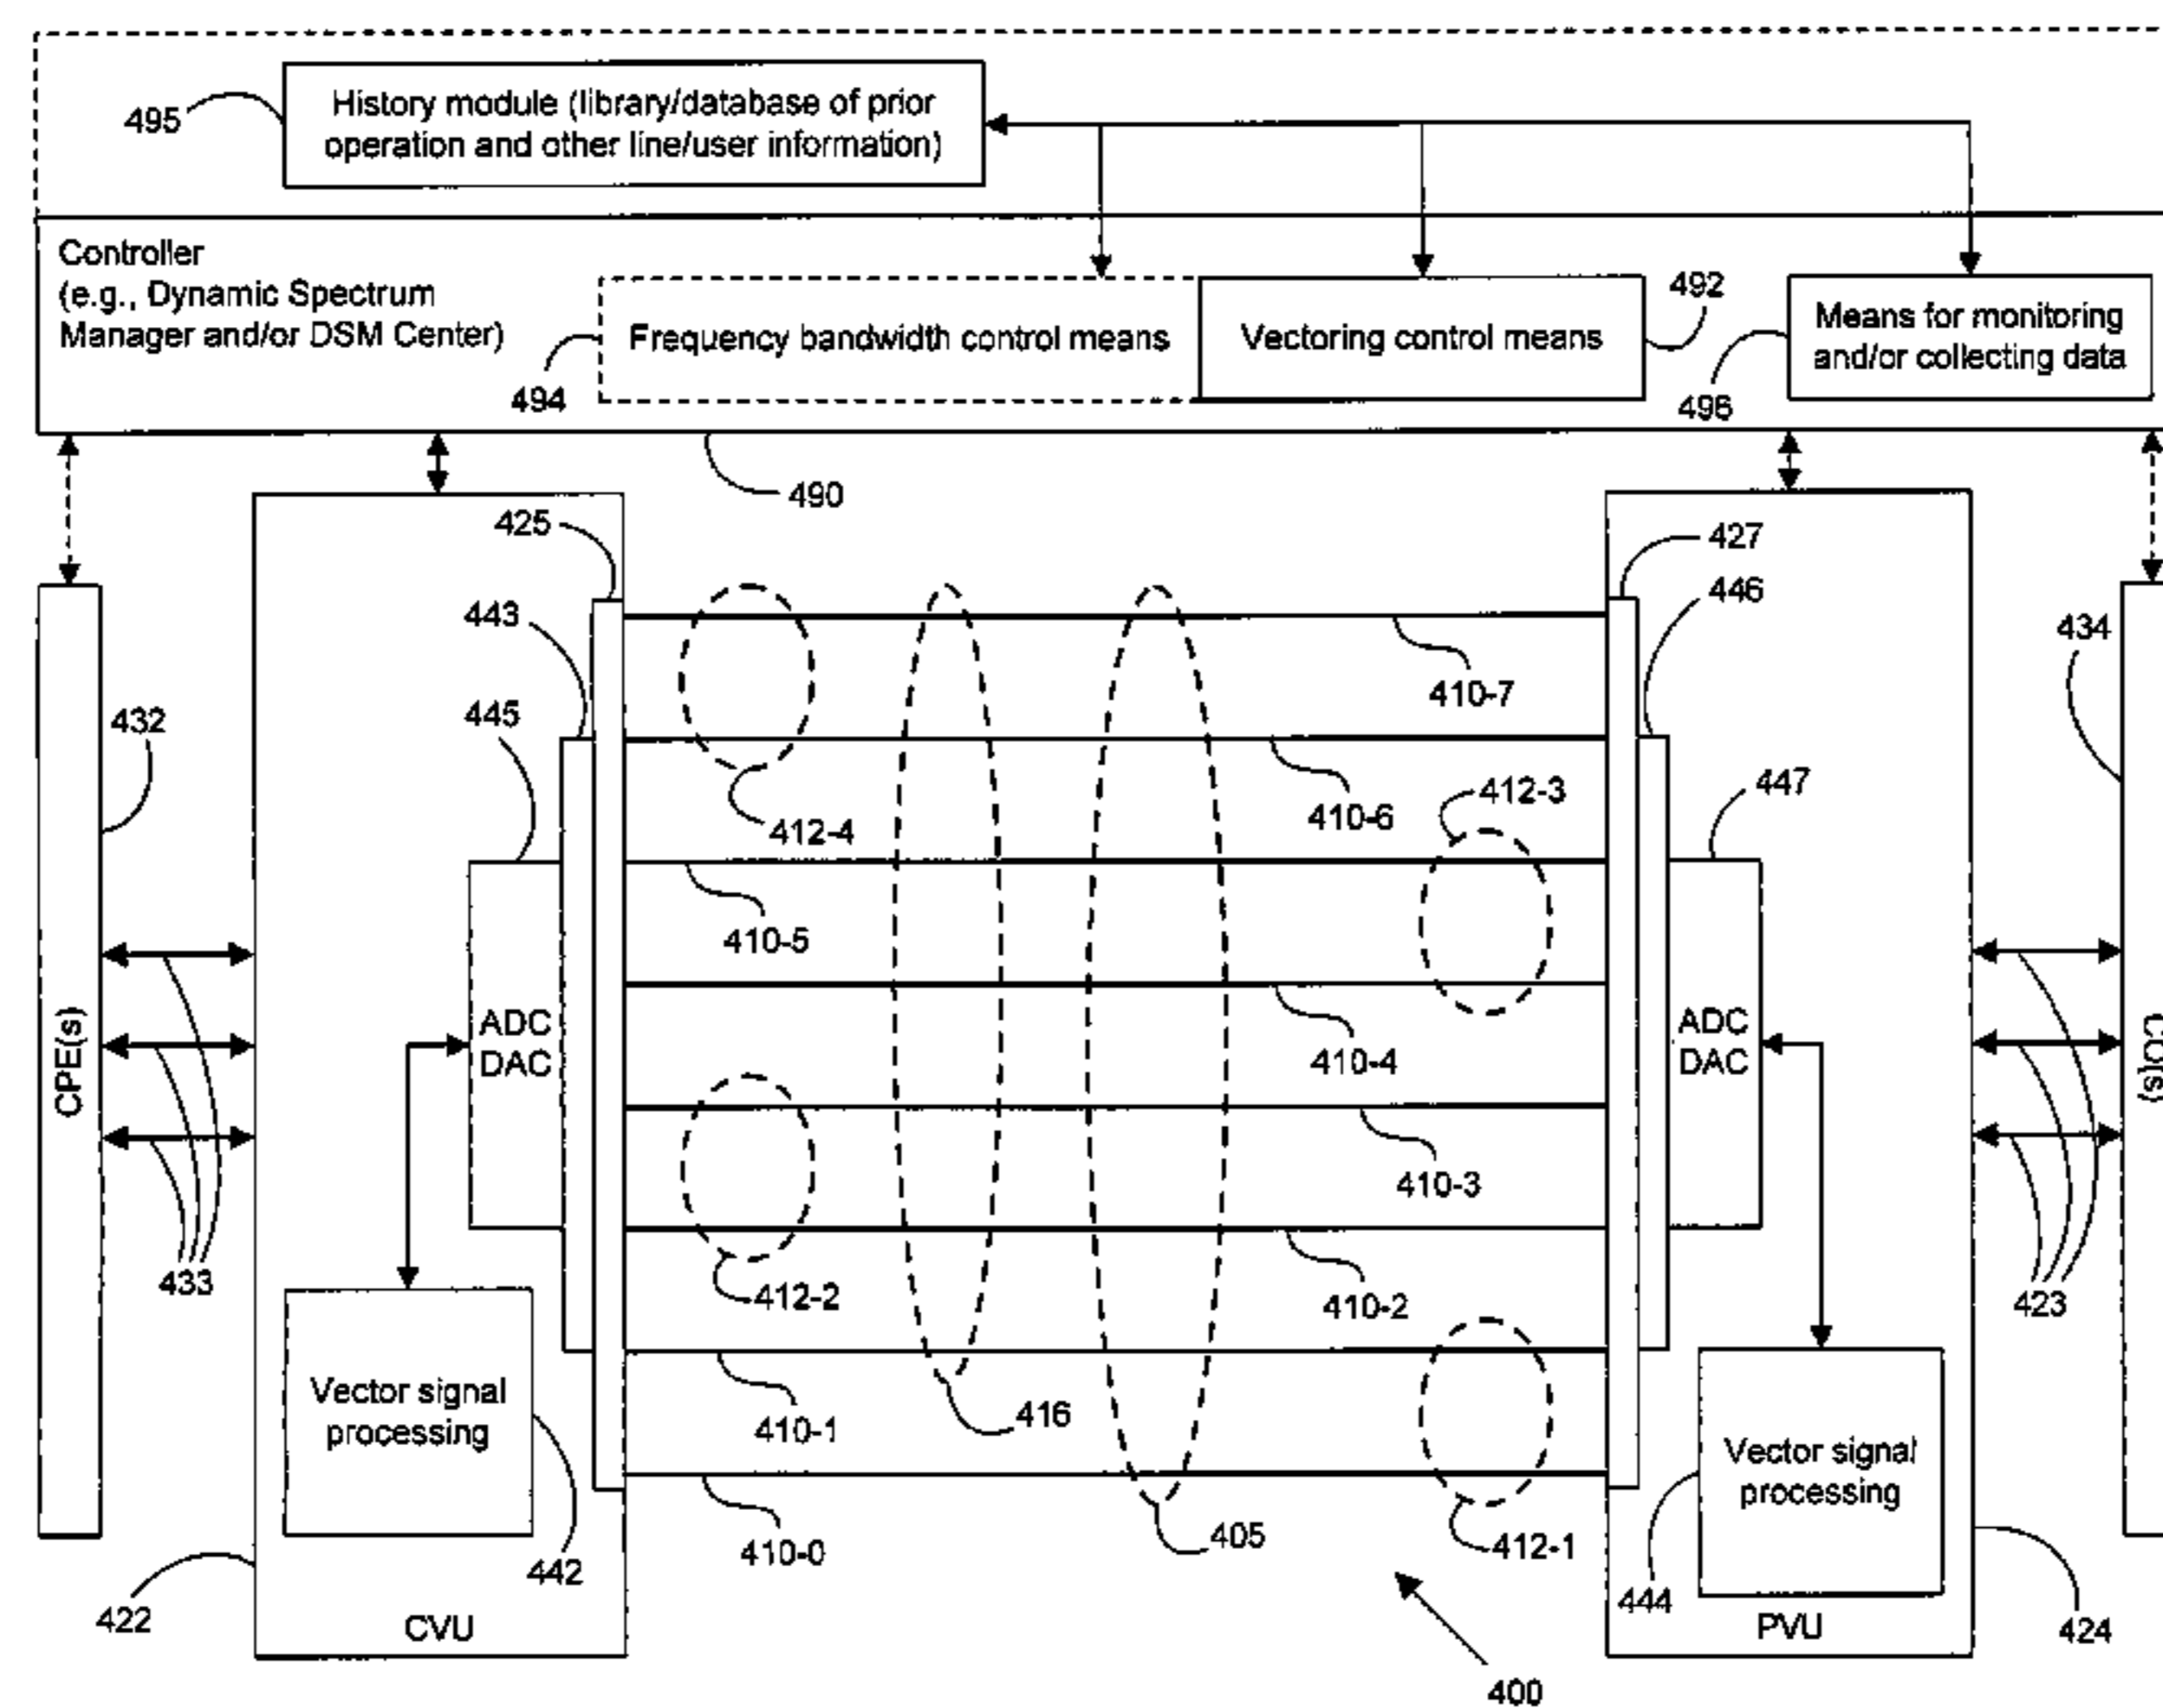 History module (library/database of prior
operation and other line/user information)
495
Controller
(e.g., Dynamic Spectrum
Manager and/or DSM Center)
Frequency bandwidth control means
494
Vectoring control means
492
Means for monitoring
and/or collecting data
496
490
425
427
443
446
445
447
432
434
410-7
410-6
412-4
412-3
410-5
410-4
410-3
412-2
410-2
410-1
416
410-0
405
412-1
CPE(s)
CO(s)
ADC
DAC
ADC
DAC
433
423
Vector signal
processing
442
Vector signal
processing
444
422
CVU
PVU
424
400